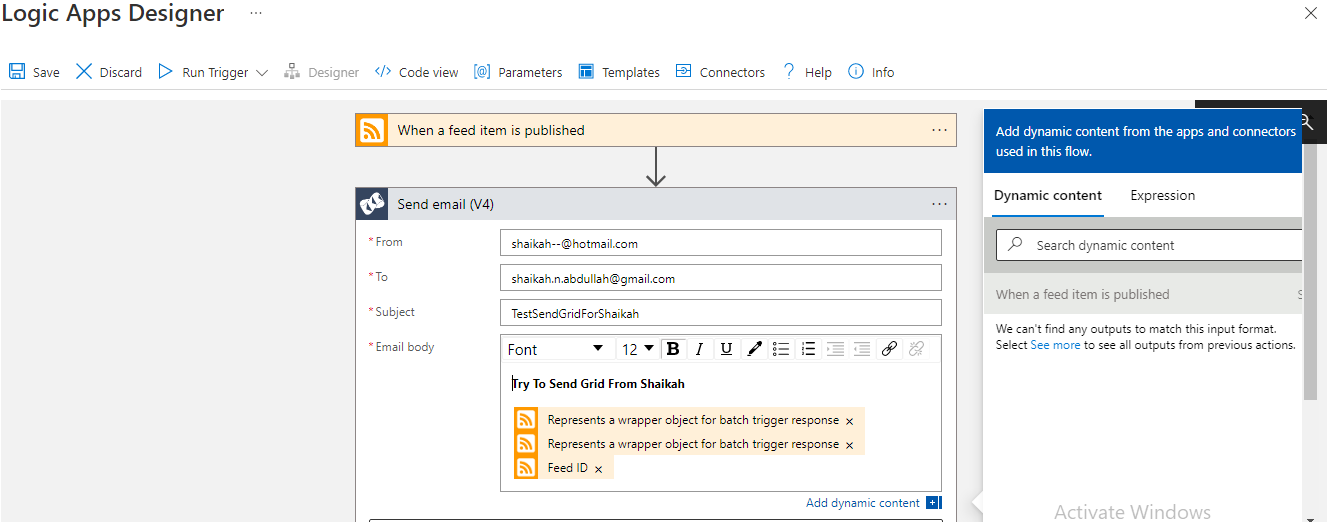 Logic Apps Designer ...
Save Discard Run Trigger Designer Code view Parameters Templates Connectors Help Info
When a feed item is published ...
Add dynamic content from the apps and connectors
used in this flow.
Send email (V4) ...
Dynamic content Expression
*From shaikah--@hotmail.com
Search dynamic content
*To shaikah.n.abdullah@gmail.com
When a feed item is published S
*Subject TestSendGridForShaikah
We can't find any outputs to match this input format.
Select See more to see all outputs from previous actions.
*Email body
Font 12 B I U
Try To Send Grid From Shaikah
Represents a wrapper object for batch trigger response ×
Represents a wrapper object for batch trigger response ×
Feed ID ×
Add dynamic content
Activate Windows